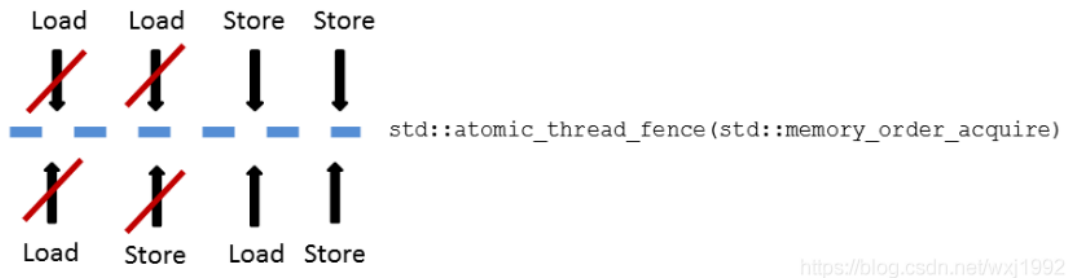 Load Load Store Store
std::atomic_thread_fence(std::memory_order_acquire)
Load Store Load Store
https://blog.csdn.net/wxj1992